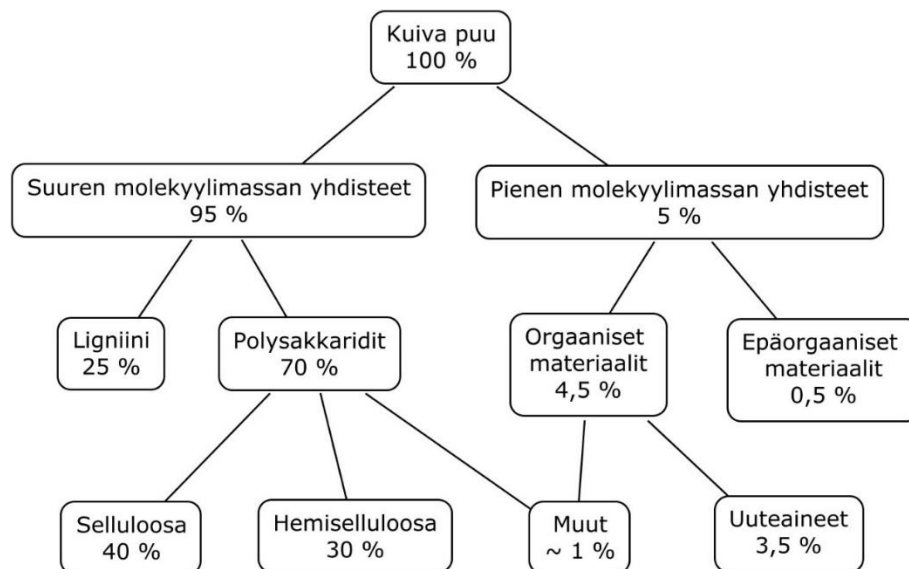 Kuiva puu
100 %
Suuren molekyylimassan yhdisteet
95 %
Pienen molekyylimassan yhdisteet
5 %
Ligniini
25 %
Polysakkaridit
70 %
Orgaaniset
materiaalit
4,5 %
Epäorgaaniset
materiaalit
0,5 %
Selluloosa
40 %
Hemiselluloosa
30 %
Muut
~ 1 %
Uuteaineet
3,5 %